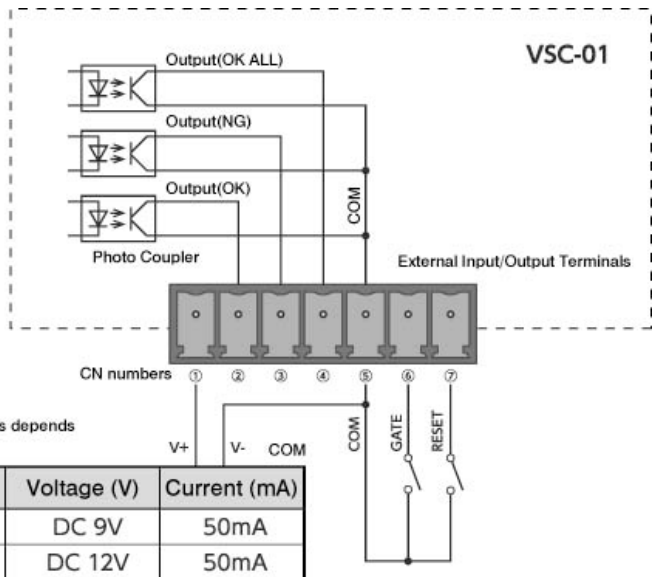 VSC-01
Output(OK ALL)
Output(NG)
Output(OK)
COM
Photo Coupler
External Input/Output Terminals
CN numbers
① ② ③ ④ ⑤ ⑥ ⑦
s depends
V+ V- COM
COM
GATE
RESET
Voltage (V) Current (mA)
DC 9V 50mA
DC 12V 50mA